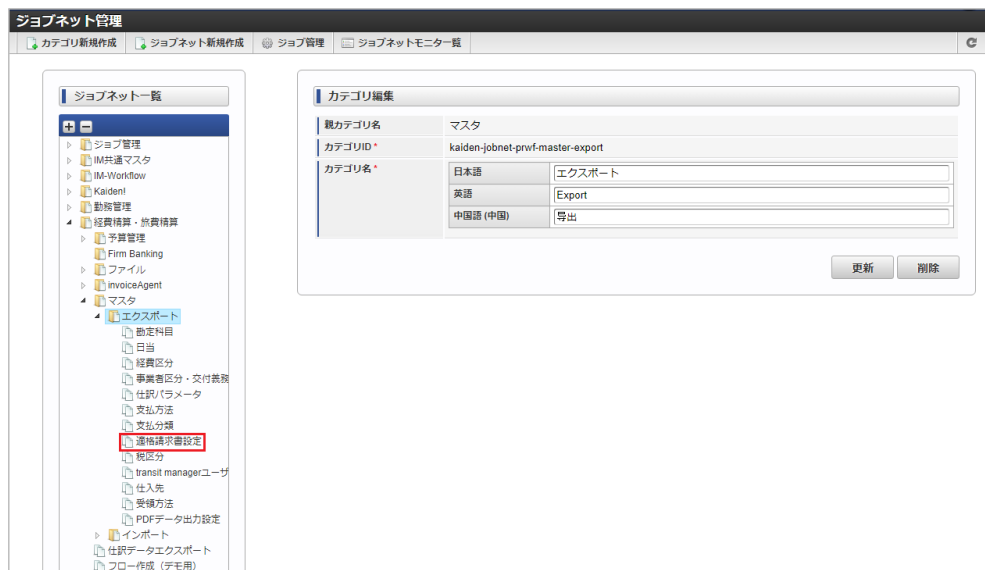 ジョブネット管理
カテゴリ新規作成 ジョブネット新規作成 ジョブ管理 ジョブネットモニター覧
ジョブネット一覧
ジョブ管理
IM共通マスタ
IM-Workflow
Kaiden!
勤務管理
経費精算・旅費精算
予算管理
Firm Banking
ファイル
invoiceAgent
マスタ
エクスポート
勘定科目
日当
経費区分
事業者区分・交付義務
仕訳パラメータ
支払方法
支払分類
適格請求書設定
税区分
transit managerユーザ
仕入先
受領方法
PDFデータ出力設定
インポート
仕訳データエクスポート
フロー作成（デモ用）
カテゴリ編集
親カテゴリ名 マスタ
カテゴリID * kaiden-jobnet-prwf-master-export
カテゴリ名 *
日本語 エクスポート
英語 Export
中国語 (中国) 导出
更新 削除